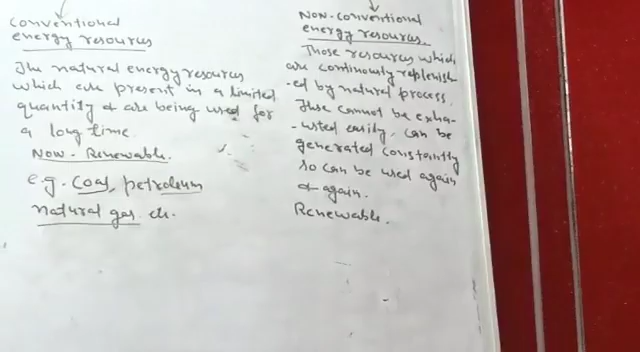 Conventional
energy resources
The natural energy resources
which are present in a limited
quantity & are being used for
a long time.
Non-Renewable.
e.g. Coal, petroleum
natural gas etc.
Non-conventional
energy resources.
Those resources which
are continously replenish
-ed by natural process.
These cannot be exha-
-usted easily, can be
generated constantly
so can be used again
& again.
Renewable.